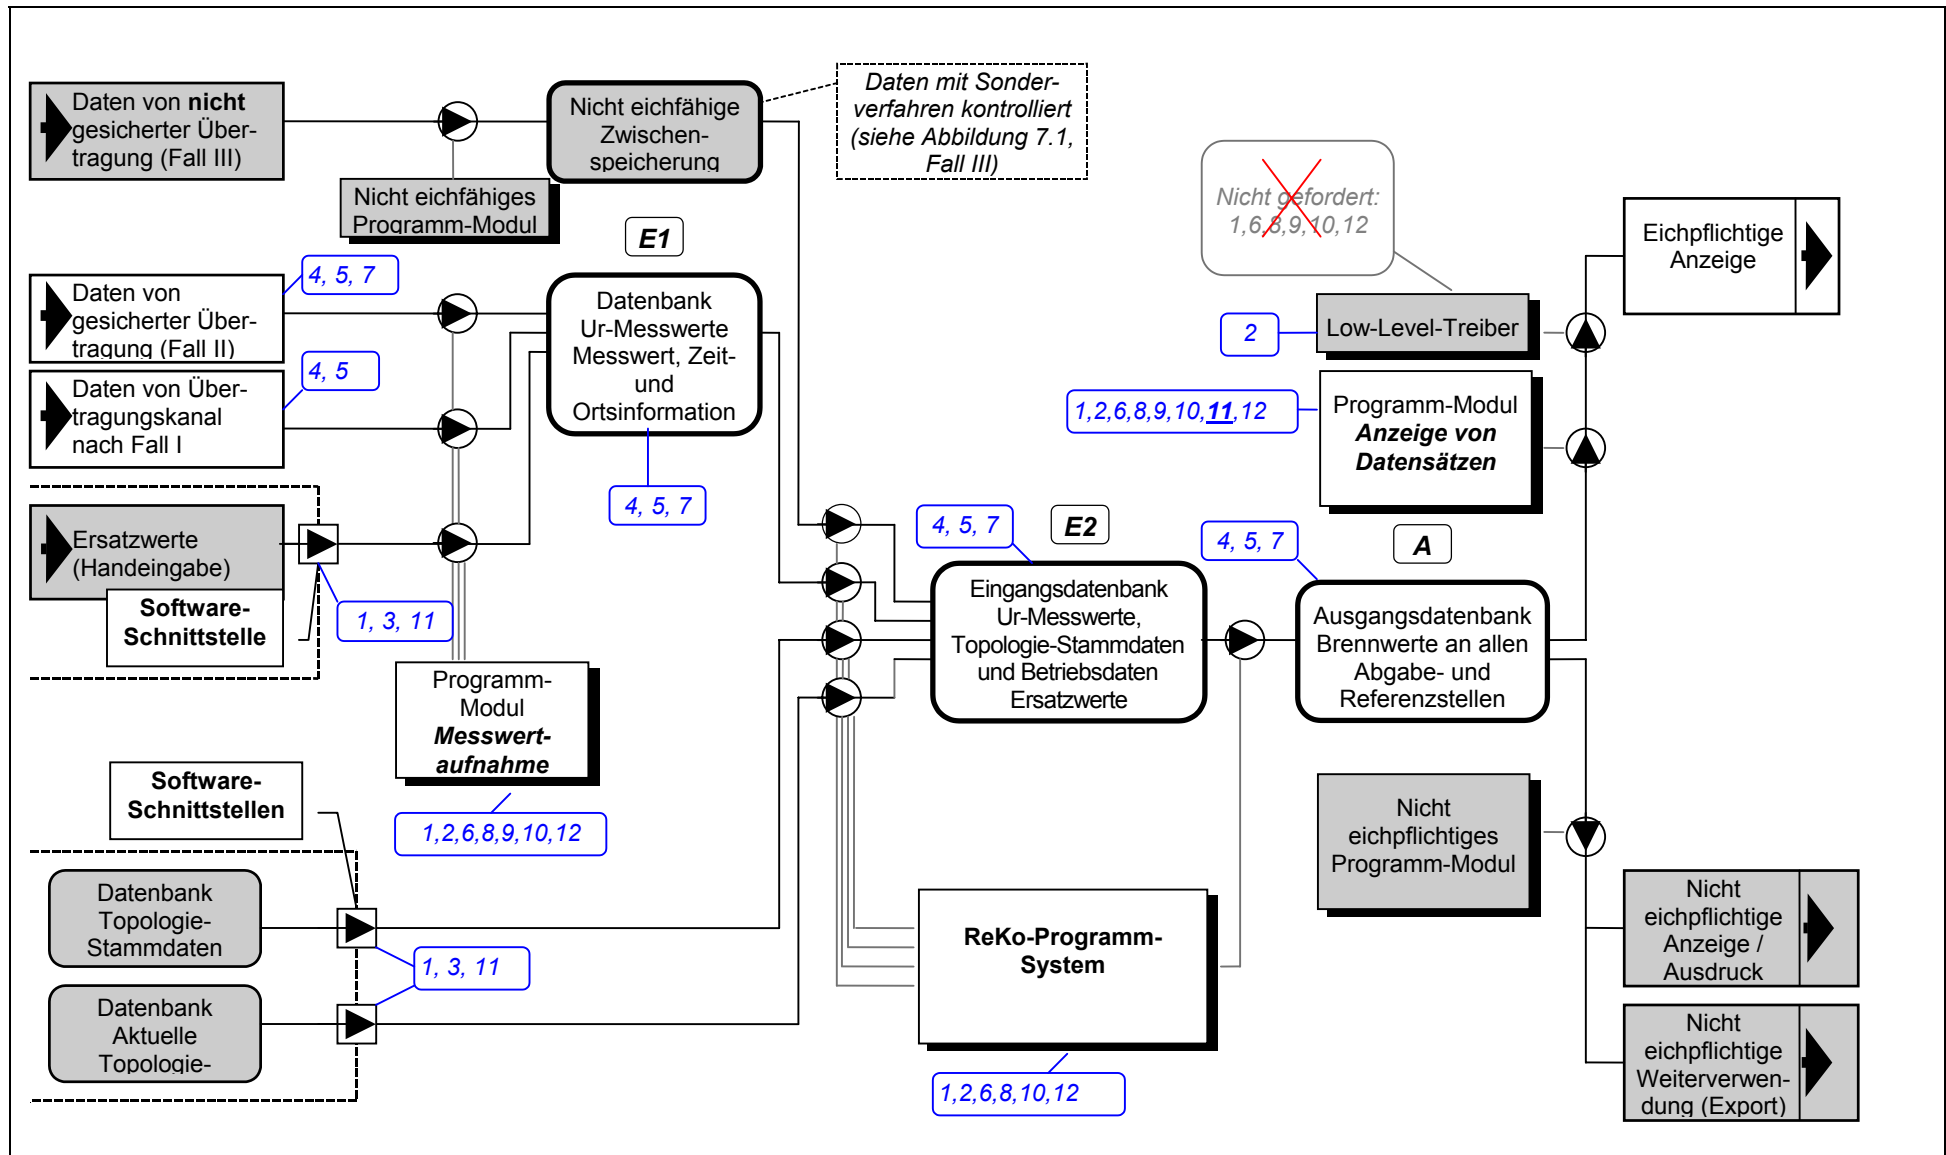 Daten von nicht
gesicherter Über-
tragung (Fall III)
Nicht eichfähiges
Programm-Modul
Nicht eichfähige
Zwischen-
speicherung
Daten mit Sonder-
verfahren kontrolliert
(siehe Abbildung 7.1,
Fall III)
E1
Daten von
gesicherter Über-
tragung (Fall II)
4, 5, 7
Daten von Über-
tragungskanal
nach Fall I
4, 5
Datenbank
Ur-Messwerte
Messwert, Zeit-
und
Ortsinformation
4, 5, 7
Ersatzwerte
(Handeingabe)
Software-
Schnittstelle
1, 3, 11
Programm-
Modul
Messwert-
aufnahme
1,2,6,8,9,10,12
Software-
Schnittstellen
Datenbank
Topologie-
Stammdaten
Datenbank
Aktuelle
Topologie-
1, 3, 11
4, 5, 7
E2
Eingangsdatenbank
Ur-Messwerte,
Topologie-Stammdaten
und Betriebsdaten
Ersatzwerte
ReKo-Programm-
System
1,2,6,8,10,12
4, 5, 7
A
Ausgangsdatenbank
Brennwerte an allen
Abgabe- und
Referenzstellen
Nicht gefordert:
1,6,8,9,10,12
2
Low-Level-Treiber
1,2,6,8,9,10,11,12
Programm-Modul
Anzeige von
Datensätzen
Eichpflichtige
Anzeige
Nicht
eichpflichtiges
Programm-Modul
Nicht
eichpflichtige
Anzeige /
Ausdruck
Nicht
eichpflichtige
Weiterverwen-
dung (Export)